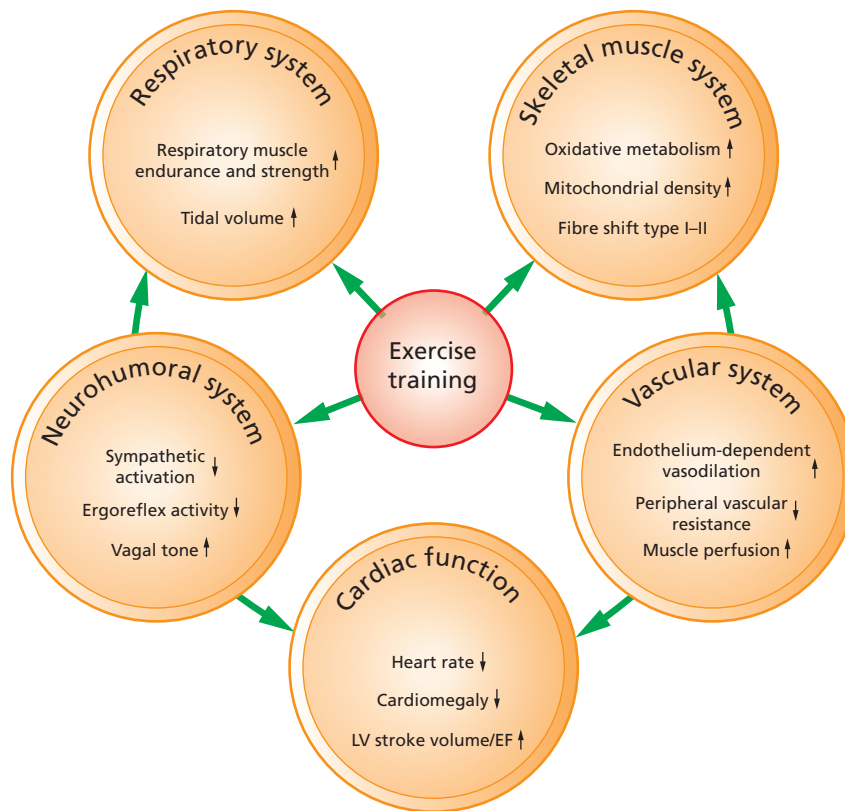 Respiratory system
Respiratory muscle
endurance and strength ↑
Tidal volume ↑
Skeletal muscle system
Oxidative metabolism ↑
Mitochondrial density ↑
Fibre shift type I–II
Exercise
training
Neurohumoral system
Sympathetic
activation ↓
Ergoreflex activity ↓
Vagal tone ↑
Vascular system
Endothelium-dependent
vasodilation ↑
Peripheral vascular
resistance ↓
Muscle perfusion ↑
Cardiac function
Heart rate ↓
Cardiomegaly ↓
LV stroke volume/EF ↑